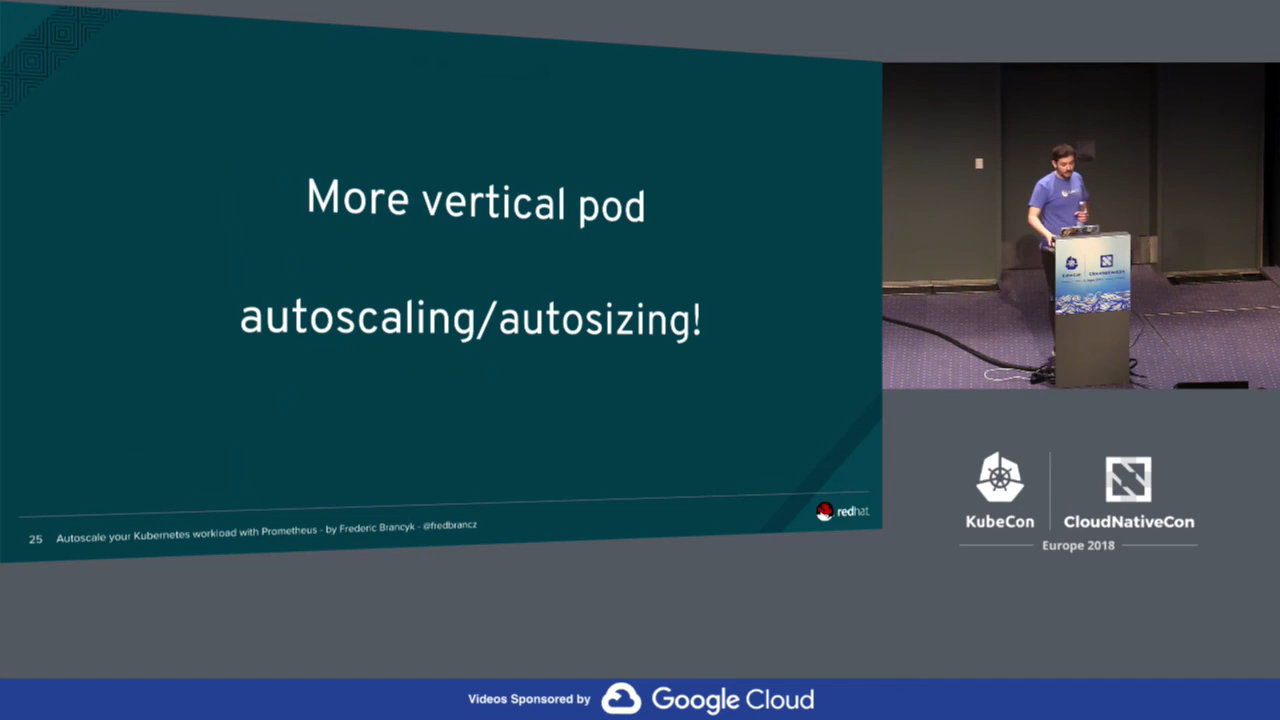 More vertical pod
autoscaling/autosizing!
25 Autoscale your Kubernetes workload with Prometheus - by Frederic Brancyk - @fredbrancz
redhat.
KubeCon
CloudNativeCon
Europe 2018
Videos Sponsored by Google Cloud